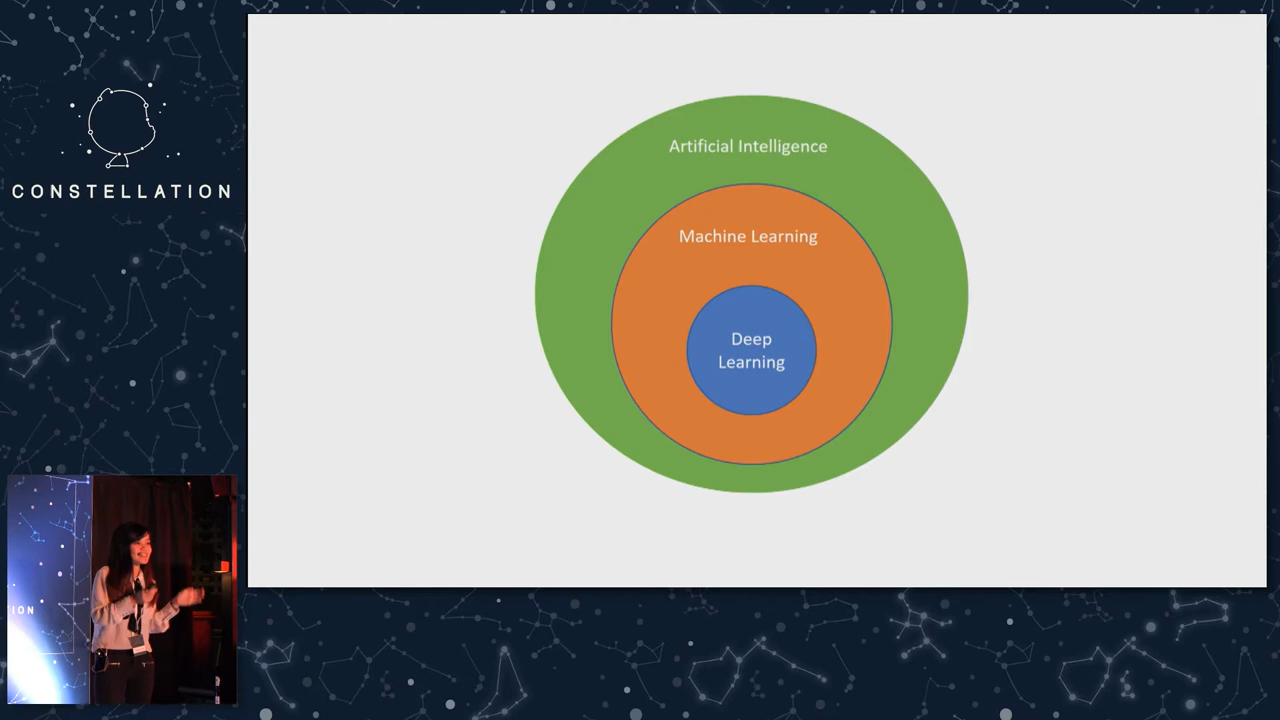 CONSTELLATION
Artificial Intelligence
Machine Learning
Deep
Learning
ION